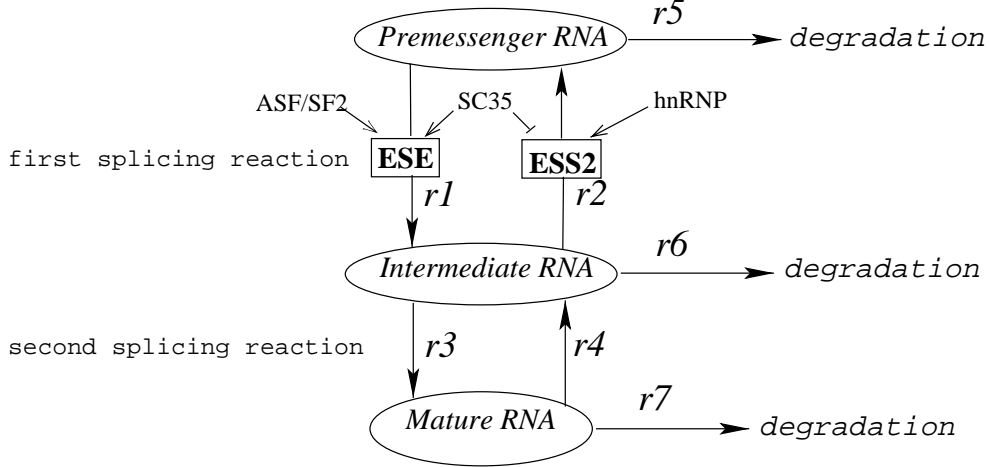 r5
Premessenger RNA
degradation
ASF/SF2
SC35
hnRNP
first splicing reaction
ESE
ESS2
r1
r2
r6
Intermediate RNA
degradation
second splicing reaction
r3
r4
r7
Mature RNA
degradation